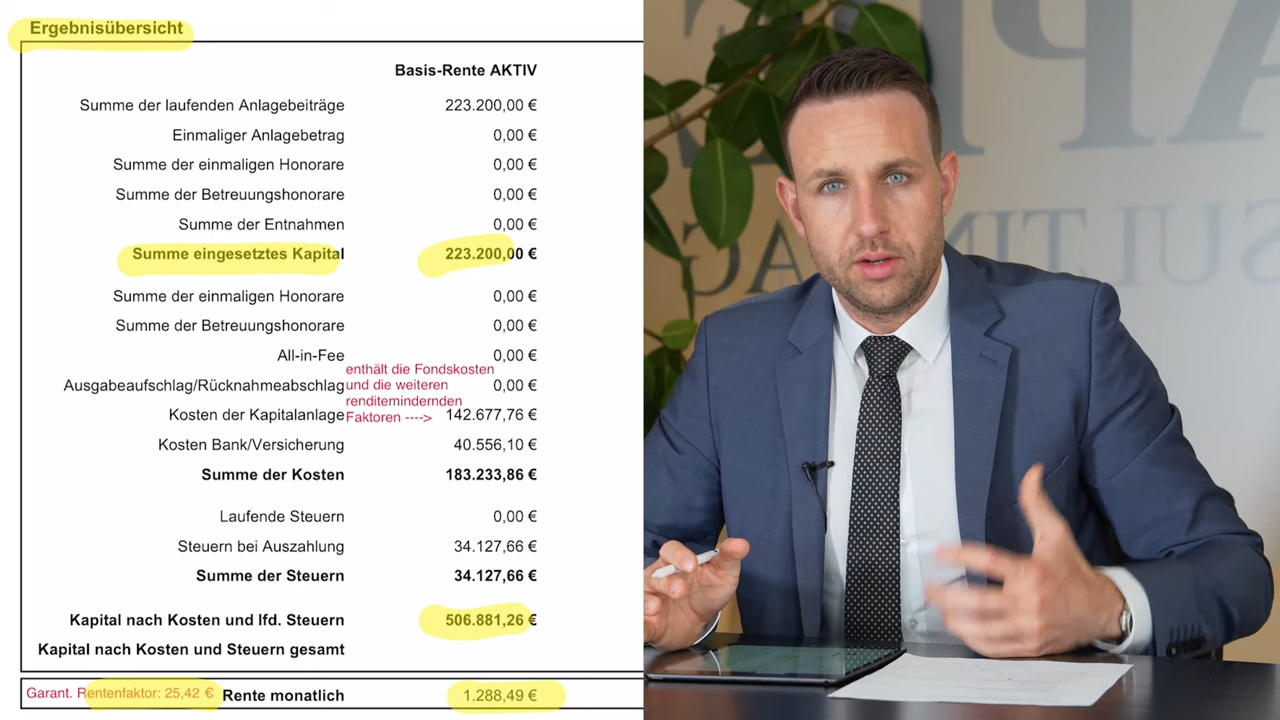 Ergebnisübersicht
Basis-Rente AKTIV
Summe der laufenden Anlagebeiträge 223.200,00 €
Einmaliger Anlagebetrag 0,00 €
Summe der einmaligen Honorare 0,00 €
Summe der Betreuungshonorare 0,00 €
Summe der Entnahmen 0,00 €
Summe eingesetztes Kapital 223.200,00 €
Summe der einmaligen Honorare 0,00 €
Summe der Betreuungshonorare 0,00 €
All-in-Fee 0,00 €
enthält die Fondskosten
Ausgabeaufschlag/Rücknahmeabschlag und die weiteren 0,00 €
renditemindernden
Kosten der Kapitalanlage Faktoren ----> 142.677,76 €
Kosten Bank/Versicherung 40.556,10 €
Summe der Kosten 183.233,86 €
Laufende Steuern 0,00 €
Steuern bei Auszahlung 34.127,66 €
Summe der Steuern 34.127,66 €
Kapital nach Kosten und lfd. Steuern 506.881,26 €
Kapital nach Kosten und Steuern gesamt
Garant. Rentenfaktor: 25,42 € Rente monatlich 1.288,49 €